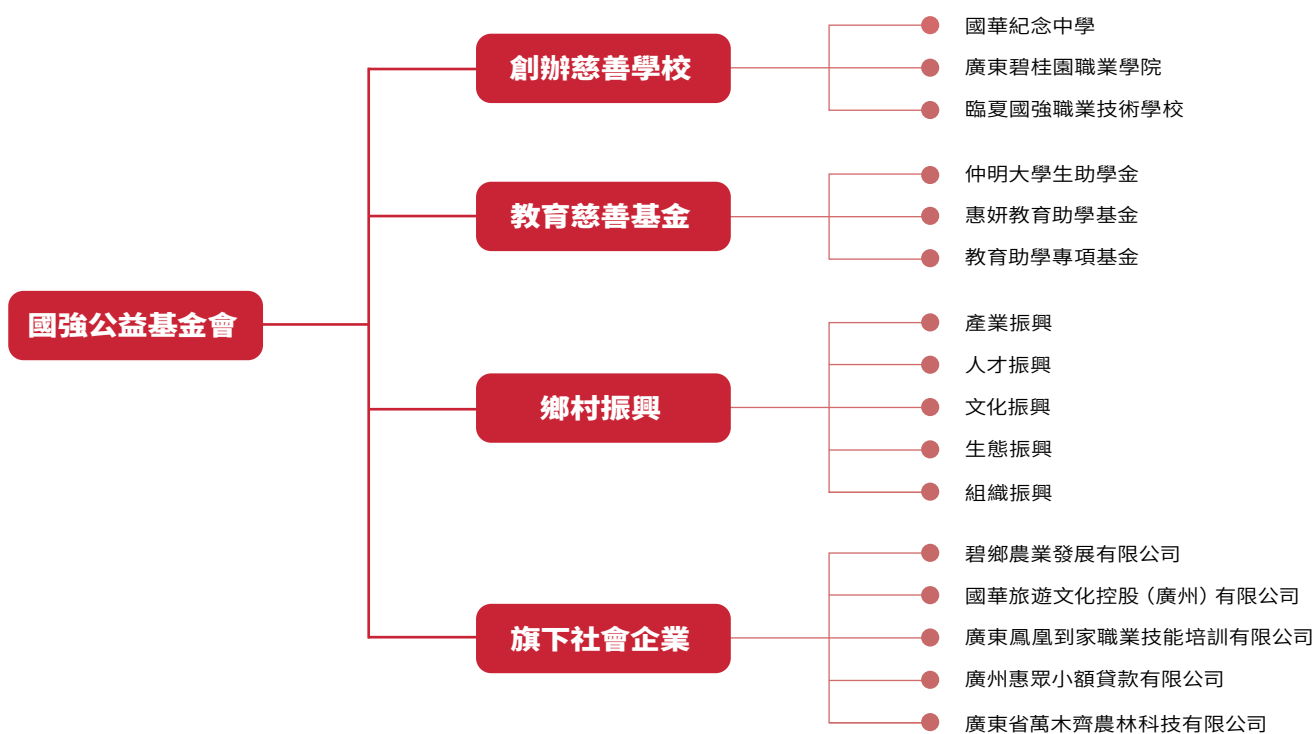 國強公益基金會
創辦慈善學校
國華紀念中學
廣東碧桂園職業學院
臨夏國強職業技術學校
教育慈善基金
仲明大學生助學金
惠妍教育助學基金
教育助學專項基金
鄉村振興
產業振興
人才振興
文化振興
生態振興
組織振興
旗下社會企業
碧鄉農業發展有限公司
國華旅遊文化控股（廣州）有限公司
廣東鳳凰到家職業技能培訓有限公司
廣州惠眾小額貸款有限公司
廣東省萬木齊農林科技有限公司